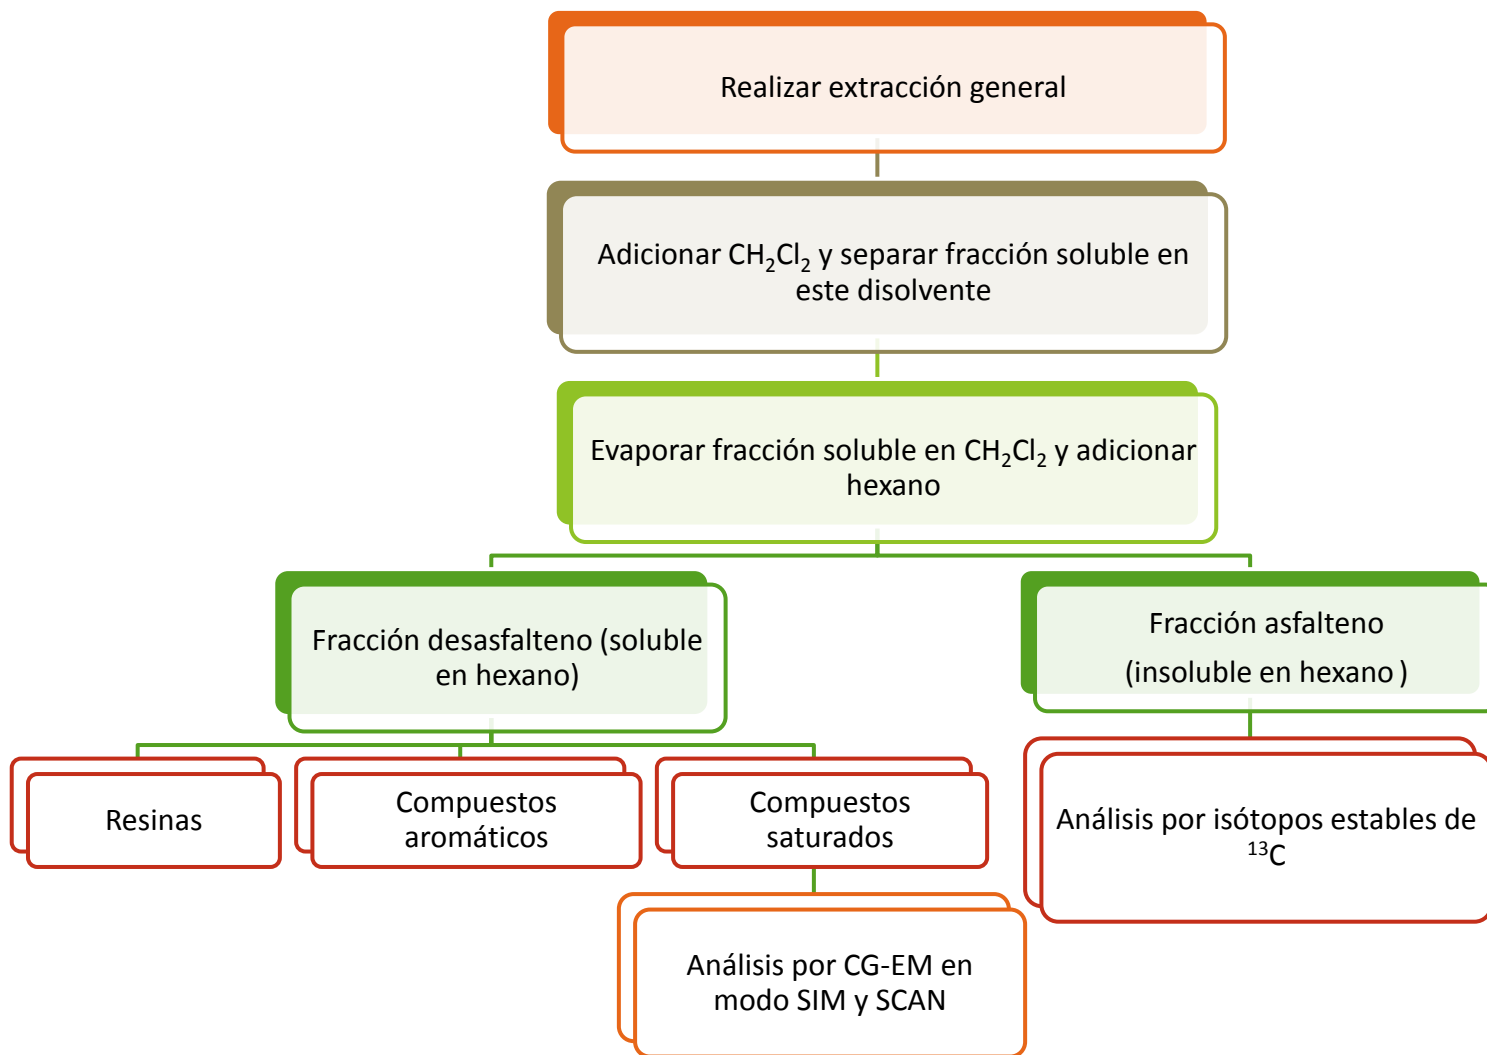 Realizar extracción general
Adicionar CH₂Cl₂ y separar fracción soluble en
este disolvente
Evaporar fracción soluble en CH₂Cl₂ y adicionar
hexano
Fracción desasfalteno (soluble
en hexano)
Fracción asfalteno
(insoluble en hexano )
Resinas
Compuestos
aromáticos
Compuestos
saturados
Análisis por isótopos estables de
¹³C
Análisis por CG-EM en
modo SIM y SCAN